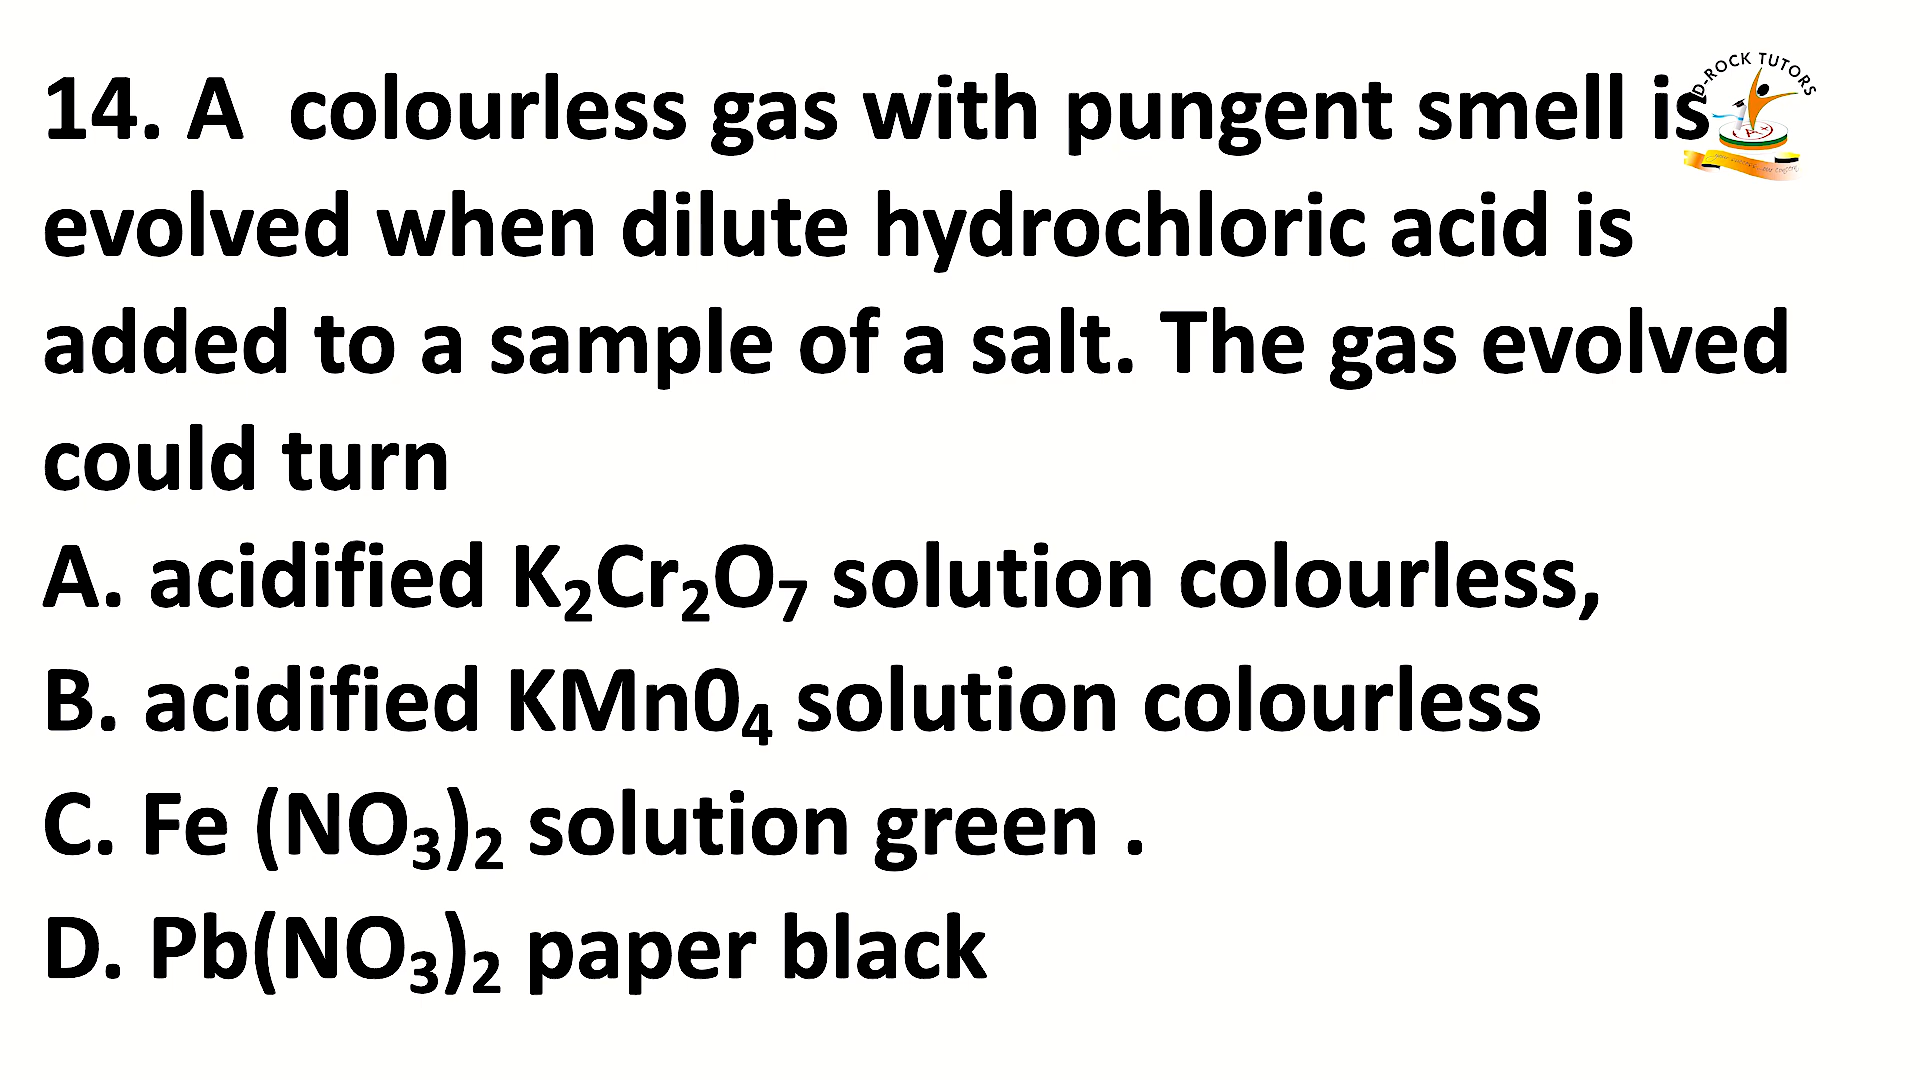 14. A  colourless gas with pungent smell is
evolved when dilute hydrochloric acid is
added to a sample of a salt. The gas evolved
could turn
A. acidified K₂Cr₂O₇ solution colourless,
B. acidified KMn0₄ solution colourless
C. Fe (NO₃)₂ solution green .
D. Pb(NO₃)₂ paper black
D-ROCK TUTORS
A+